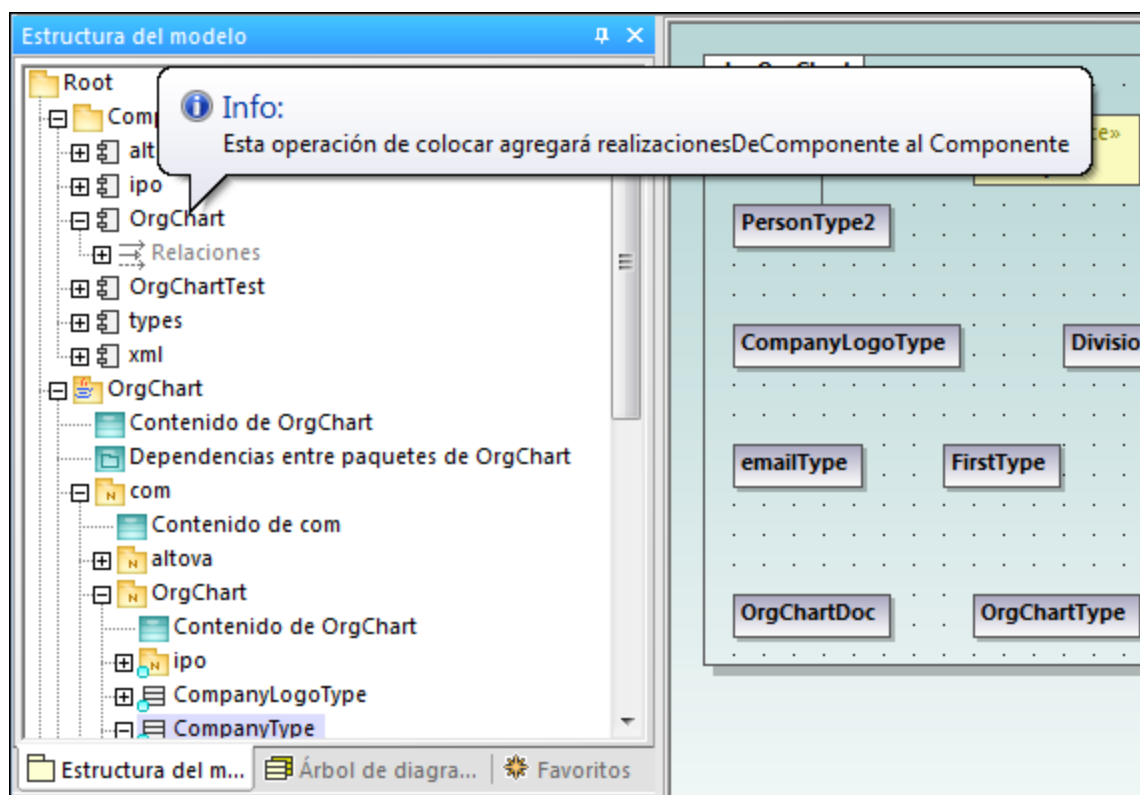 Estructura del modelo
Root
Info:
Esta operación de colocar agregará realizacionesDeComponente al Componente
Comp
alt
ipo
OrgChart
Relaciones
OrgChartTest
types
xml
OrgChart
Contenido de OrgChart
Dependencias entre paquetes de OrgChart
com
Contenido de com
altova
OrgChart
Contenido de OrgChart
ipo
CompanyLogoType
CompanyType
Estructura del m...
Árbol de diagra...
Favoritos
PersonType2
CompanyLogoType
Divisio
emailType
FirstType
OrgChartDoc
OrgChartType